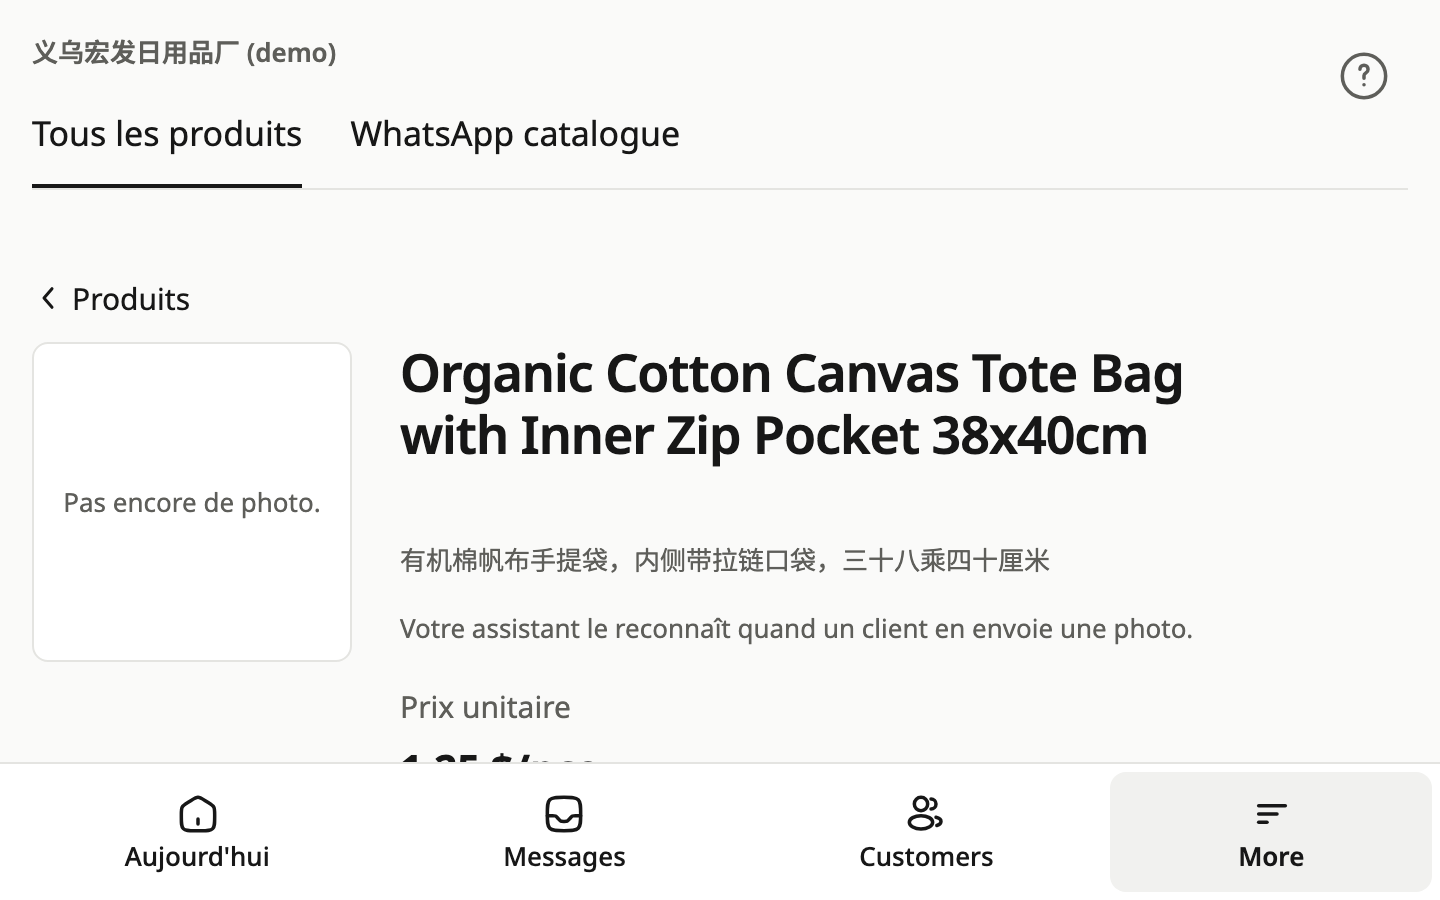 义乌宏发日用品厂 (demo)
Tous les produits
WhatsApp catalogue
Produits
Pas encore de photo.
Organic Cotton Canvas Tote Bag
with Inner Zip Pocket 38x40cm
有机棉帆布手提袋，内侧带拉链口袋，三十八乘四十厘米
Votre assistant le reconnaît quand un client en envoie une photo.
Prix unitaire
Aujourd'hui
Messages
Customers
More